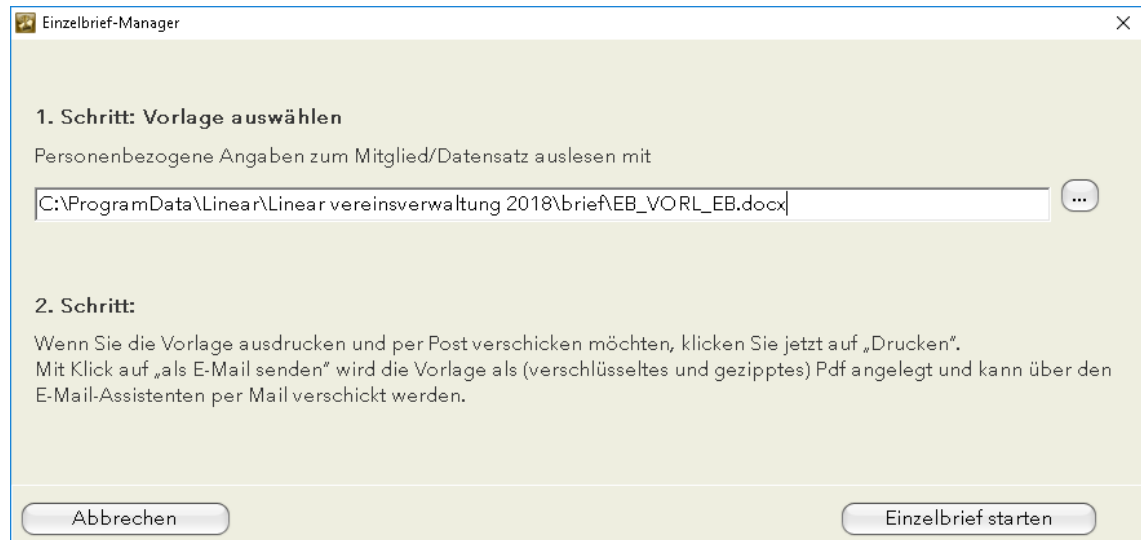 Einzelbrief-Manager
1. Schritt: Vorlage auswählen
Personenbezogene Angaben zum Mitglied/Datensatz auslesen mit
C:\ProgramData\Linear\Linear vereinsverwaltung 2018\brief\EB_VORL_EB.docx
...
2. Schritt:
Wenn Sie die Vorlage ausdrucken und per Post verschicken möchten, klicken Sie jetzt auf „Drucken“.
Mit Klick auf „als E-Mail senden“ wird die Vorlage als (verschlüsseltes und gezipptes) Pdf angelegt und kann über den
E-Mail-Assistenten per Mail verschickt werden.
Abbrechen
Einzelbrief starten